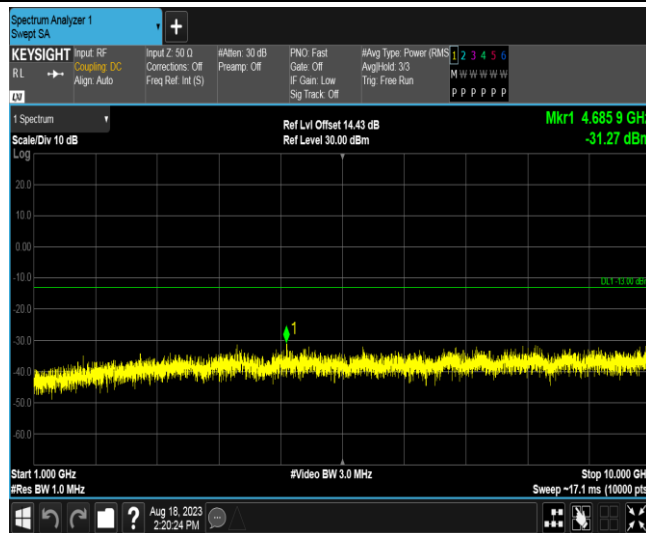 Spectrum Analyzer 1
Swept SA
KEYSIGHT
RL
Input: RF
Coupling: DC
Align: Auto
Input Z: 50 Ω
Corrections: Off
Freq Ref: Int (S)
#Atten: 30 dB
Preamp: Off
PNO: Fast
Gate: Off
IF Gain: Low
Sig Track: Off
#Avg Type: Power (RMS
Avg|Hold: 3/3
Trig: Free Run
1 2 3 4 5 6
M W W W W W
P P P P P P
LXI
1 Spectrum
Scale/Div 10 dB
Log
Ref Lvl Offset 14.43 dB
Ref Level 30.00 dBm
Mkr1 4.685 9 GHz
-31.27 dBm
20.0
10.0
0.00
-10.0
DL1 -13.00 dBm
-20.0
1
-30.0
-40.0
-50.0
-60.0
Start 1.000 GHz
#Res BW 1.0 MHz
#Video BW 3.0 MHz
Stop 10.000 GHz
Sweep ~17.1 ms (10000 pts
?
Aug 18, 2023
2:20:24 PM